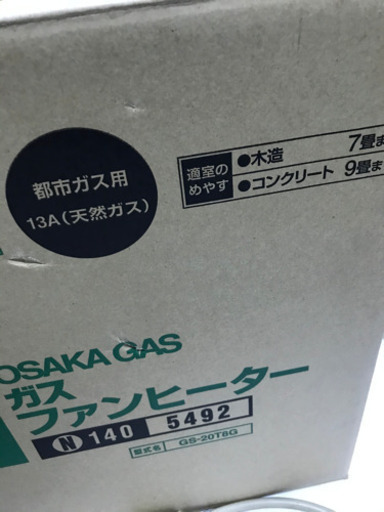 都市ガス用
13A(天然ガス)
適室の
めやす
●木造 7畳ま
●コンクリート 9畳ま
OSAKA GAS
ガス
ファンヒーター
N 140 5492
型式名 GS-20T8G